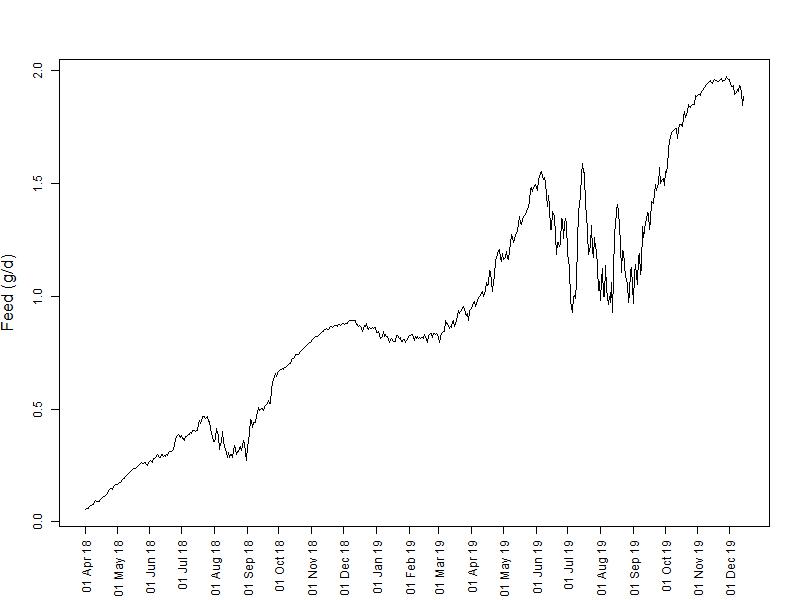 Feed (g/d)
2.0
1.5
1.0
0.5
0.0
01 Apr 18
01 May 18
01 Jun 18
01 Jul 18
01 Aug 18
01 Sep 18
01 Oct 18
01 Nov 18
01 Dec 18
01 Jan 19
01 Feb 19
01 Mar 19
01 Apr 19
01 May 19
01 Jun 19
01 Jul 19
01 Aug 19
01 Sep 19
01 Oct 19
01 Nov 19
01 Dec 19